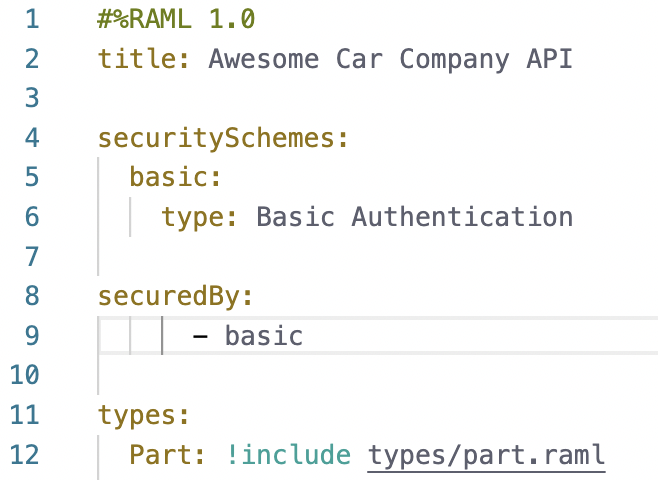 1 #%RAML 1.0
2 title: Awesome Car Company API
3
4 securitySchemes:
5   basic:
6     type: Basic Authentication
7
8 securedBy:
9       - basic
10
11 types:
12   Part: !include types/part.raml